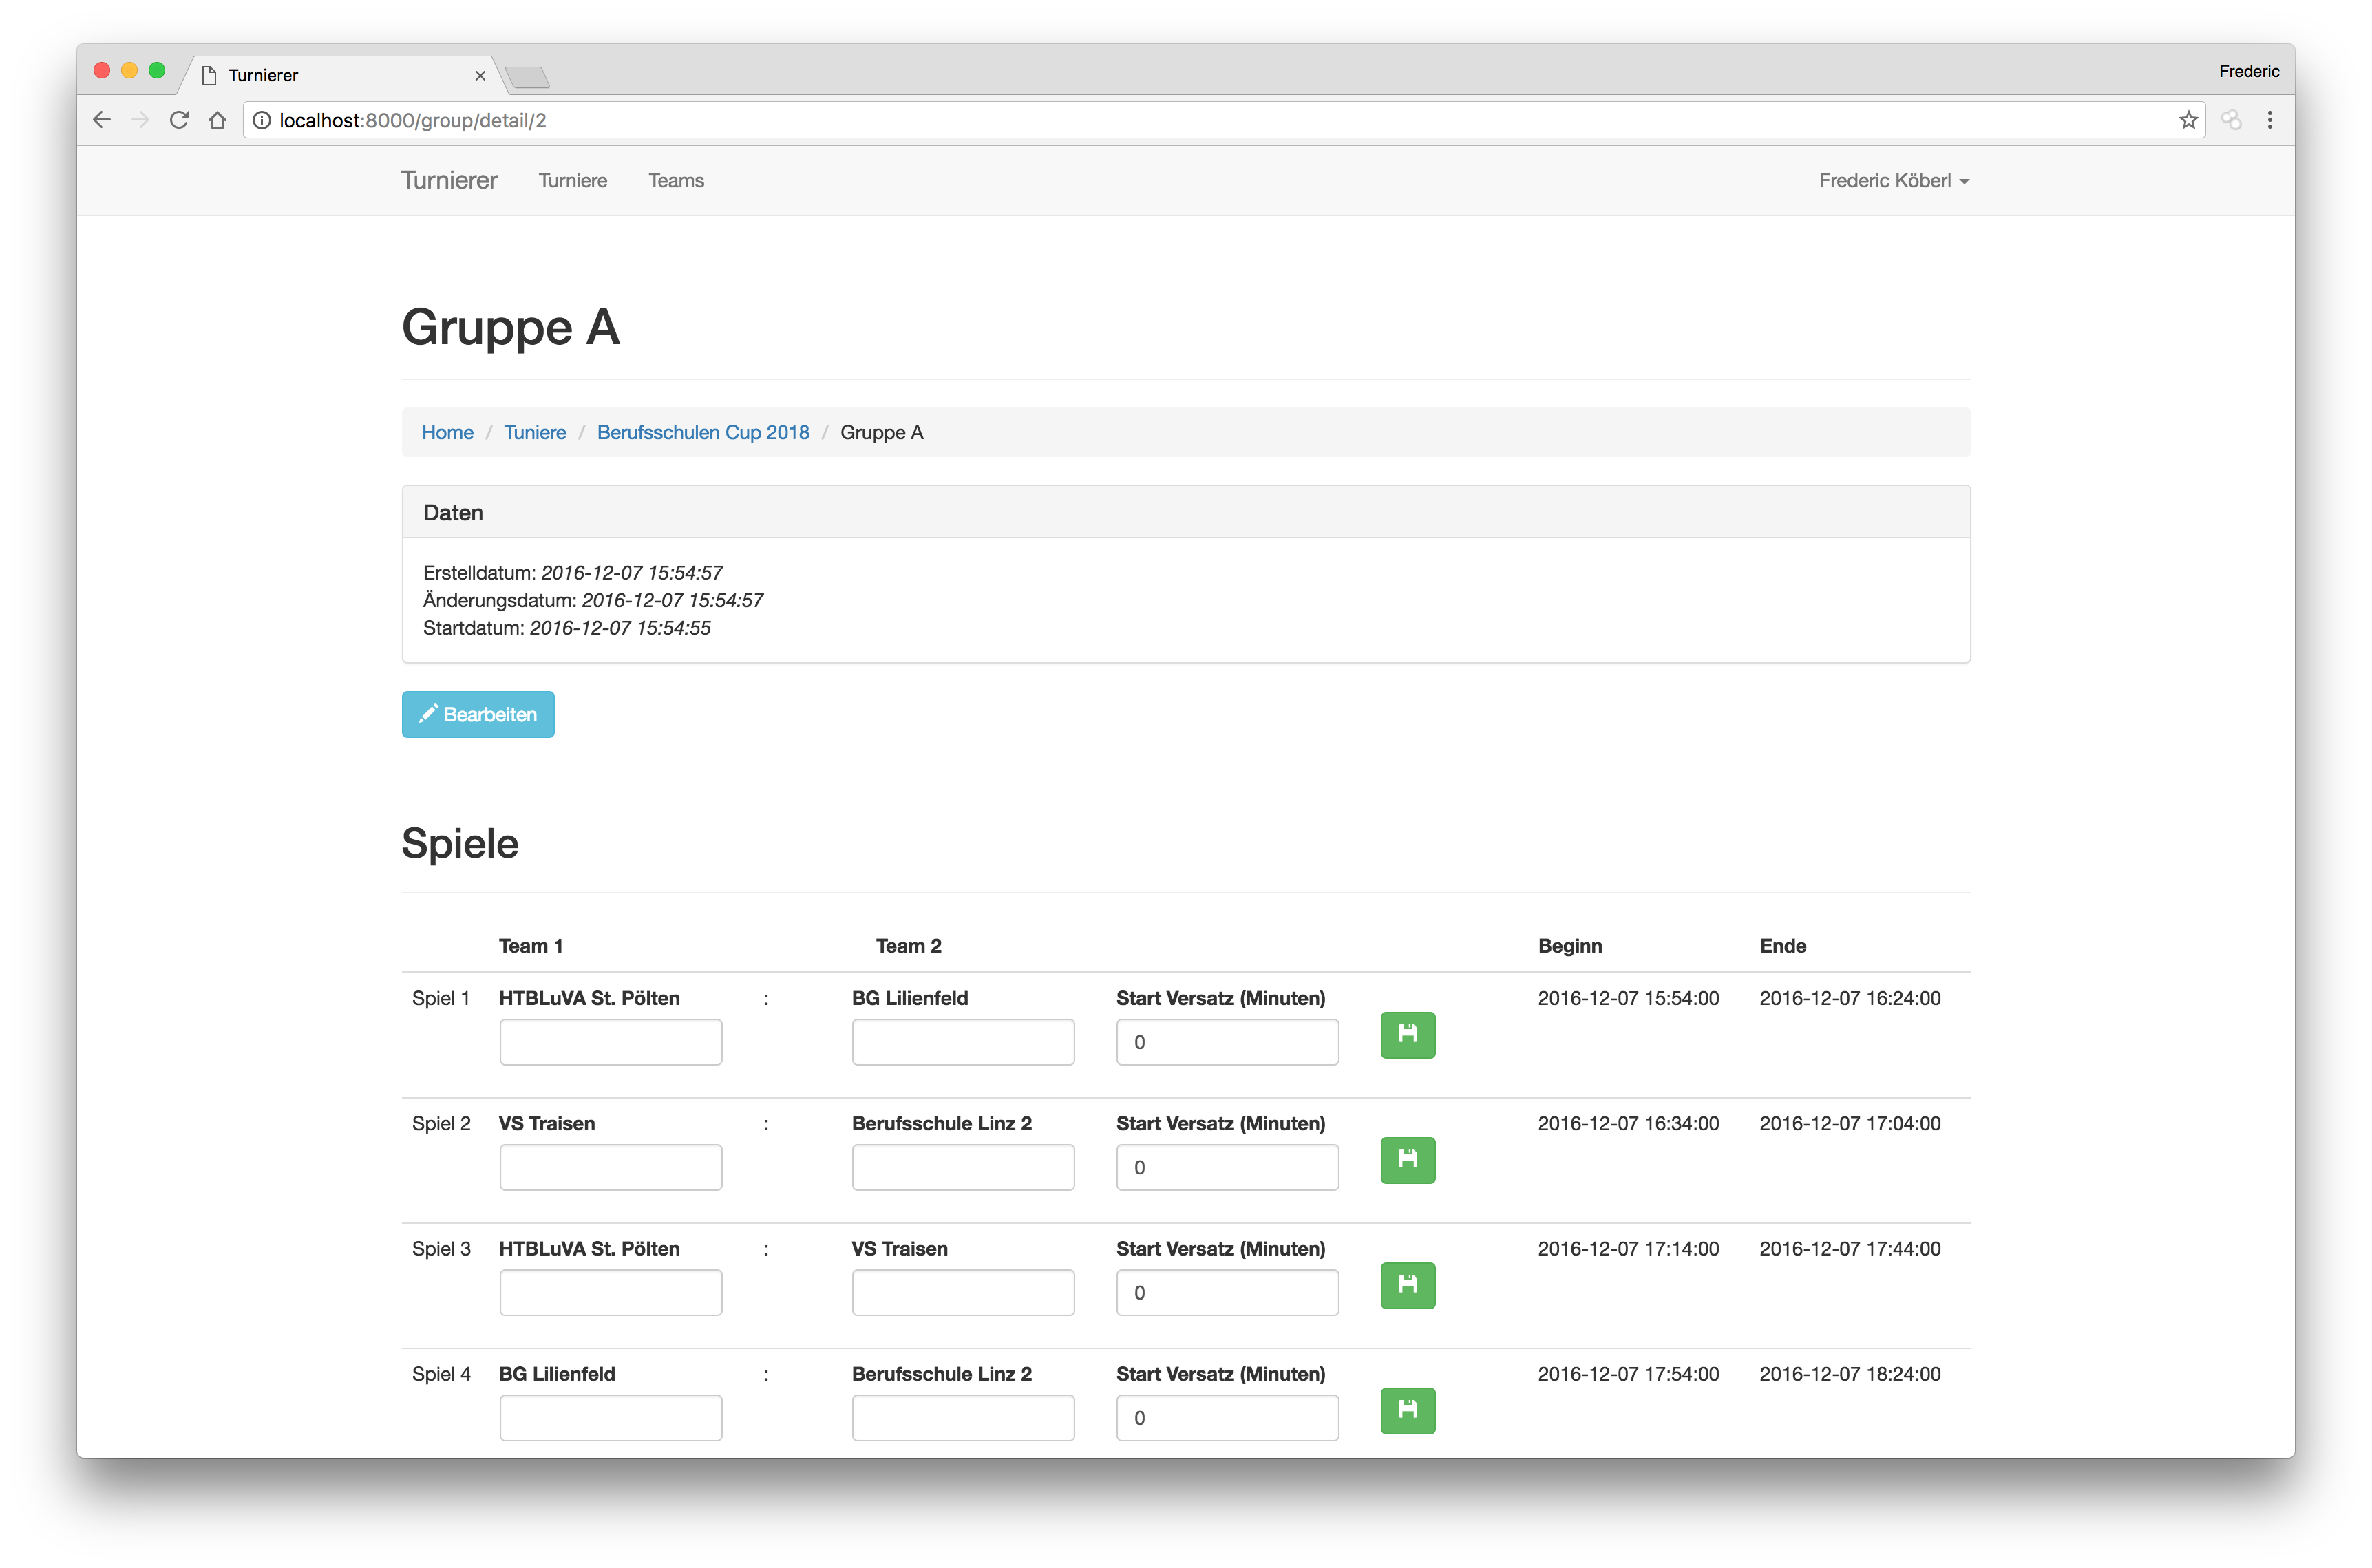 Turnierer
Frederic
localhost:8000/group/detail/2
Turnierer Turniere Teams Frederic Köberl
Gruppe A
Home / Tuniere / Berufsschulen Cup 2018 / Gruppe A
Daten
Erstelldatum: 2016-12-07 15:54:57
Änderungsdatum: 2016-12-07 15:54:57
Startdatum: 2016-12-07 15:54:55
Bearbeiten
Spiele
Team 1 Team 2 Beginn Ende
Spiel 1 HTBLuVA St. Pölten : BG Lilienfeld Start Versatz (Minuten) 2016-12-07 15:54:00 2016-12-07 16:24:00
0
Spiel 2 VS Traisen : Berufsschule Linz 2 Start Versatz (Minuten) 2016-12-07 16:34:00 2016-12-07 17:04:00
0
Spiel 3 HTBLuVA St. Pölten : VS Traisen Start Versatz (Minuten) 2016-12-07 17:14:00 2016-12-07 17:44:00
0
Spiel 4 BG Lilienfeld : Berufsschule Linz 2 Start Versatz (Minuten) 2016-12-07 17:54:00 2016-12-07 18:24:00
0